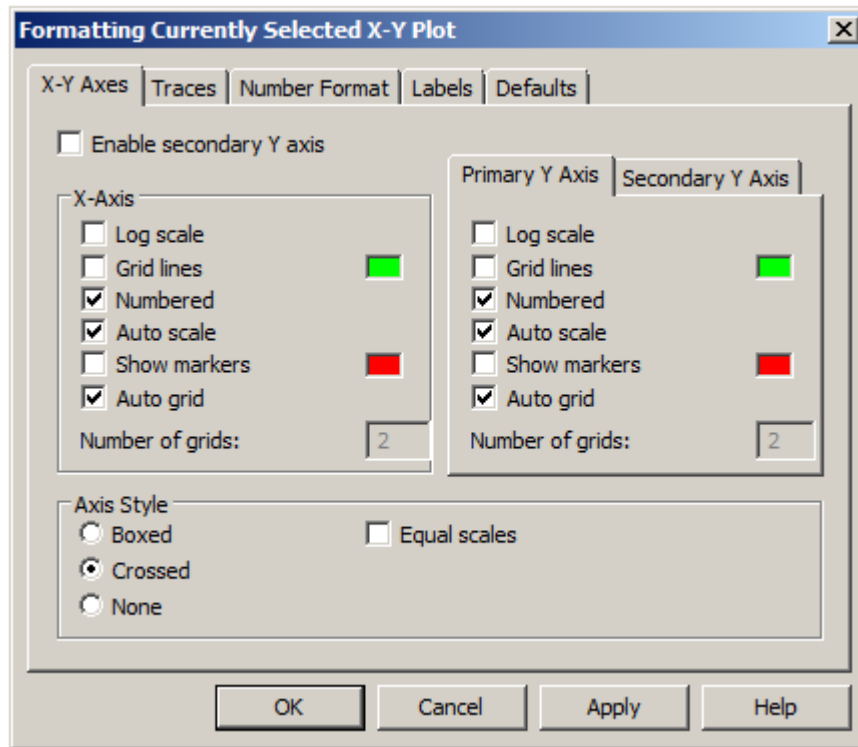 Formatting Currently Selected X-Y Plot
X-Y Axes Traces Number Format Labels Defaults
Enable secondary Y axis
X-Axis
Log scale
Grid lines
Numbered
Auto scale
Show markers
Auto grid
Number of grids: 2
Primary Y Axis Secondary Y Axis
Log scale
Grid lines
Numbered
Auto scale
Show markers
Auto grid
Number of grids: 2
Axis Style
Boxed Equal scales
Crossed
None
OK Cancel Apply Help